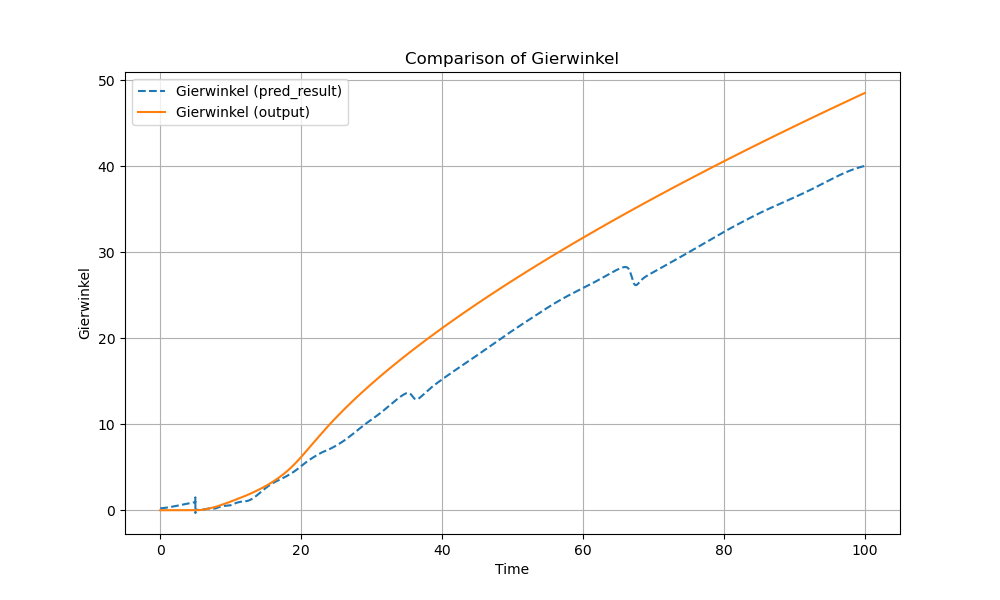 Comparison of Gierwinkel
Gierwinkel (pred_result)
Gierwinkel (output)
Gierwinkel
50
40
30
20
10
0
0 20 40 60 80 100
Time